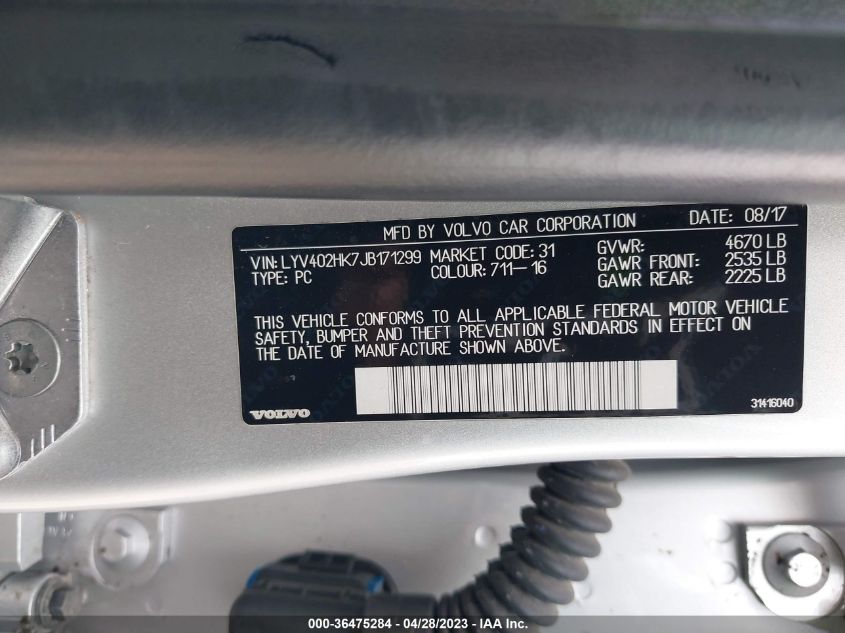 MFD BY VOLVO CAR CORPORATION DATE: 08/17
VIN: LYV402HK7JB171299 MARKET CODE: 31 GVWR: 4670 LB
TYPE: PC COLOUR: 711-16 GAWR FRONT: 2535 LB
GAWR REAR: 2225 LB
THIS VEHICLE CONFORMS TO ALL APPLICABLE FEDERAL MOTOR VEHICLE
SAFETY, BUMPER AND THEFT PREVENTION STANDARDS IN EFFECT ON
THE DATE OF MANUFACTURE SHOWN ABOVE.
VOLVO
31416040
000-36475284 - 04/28/2023 - IAA Inc.